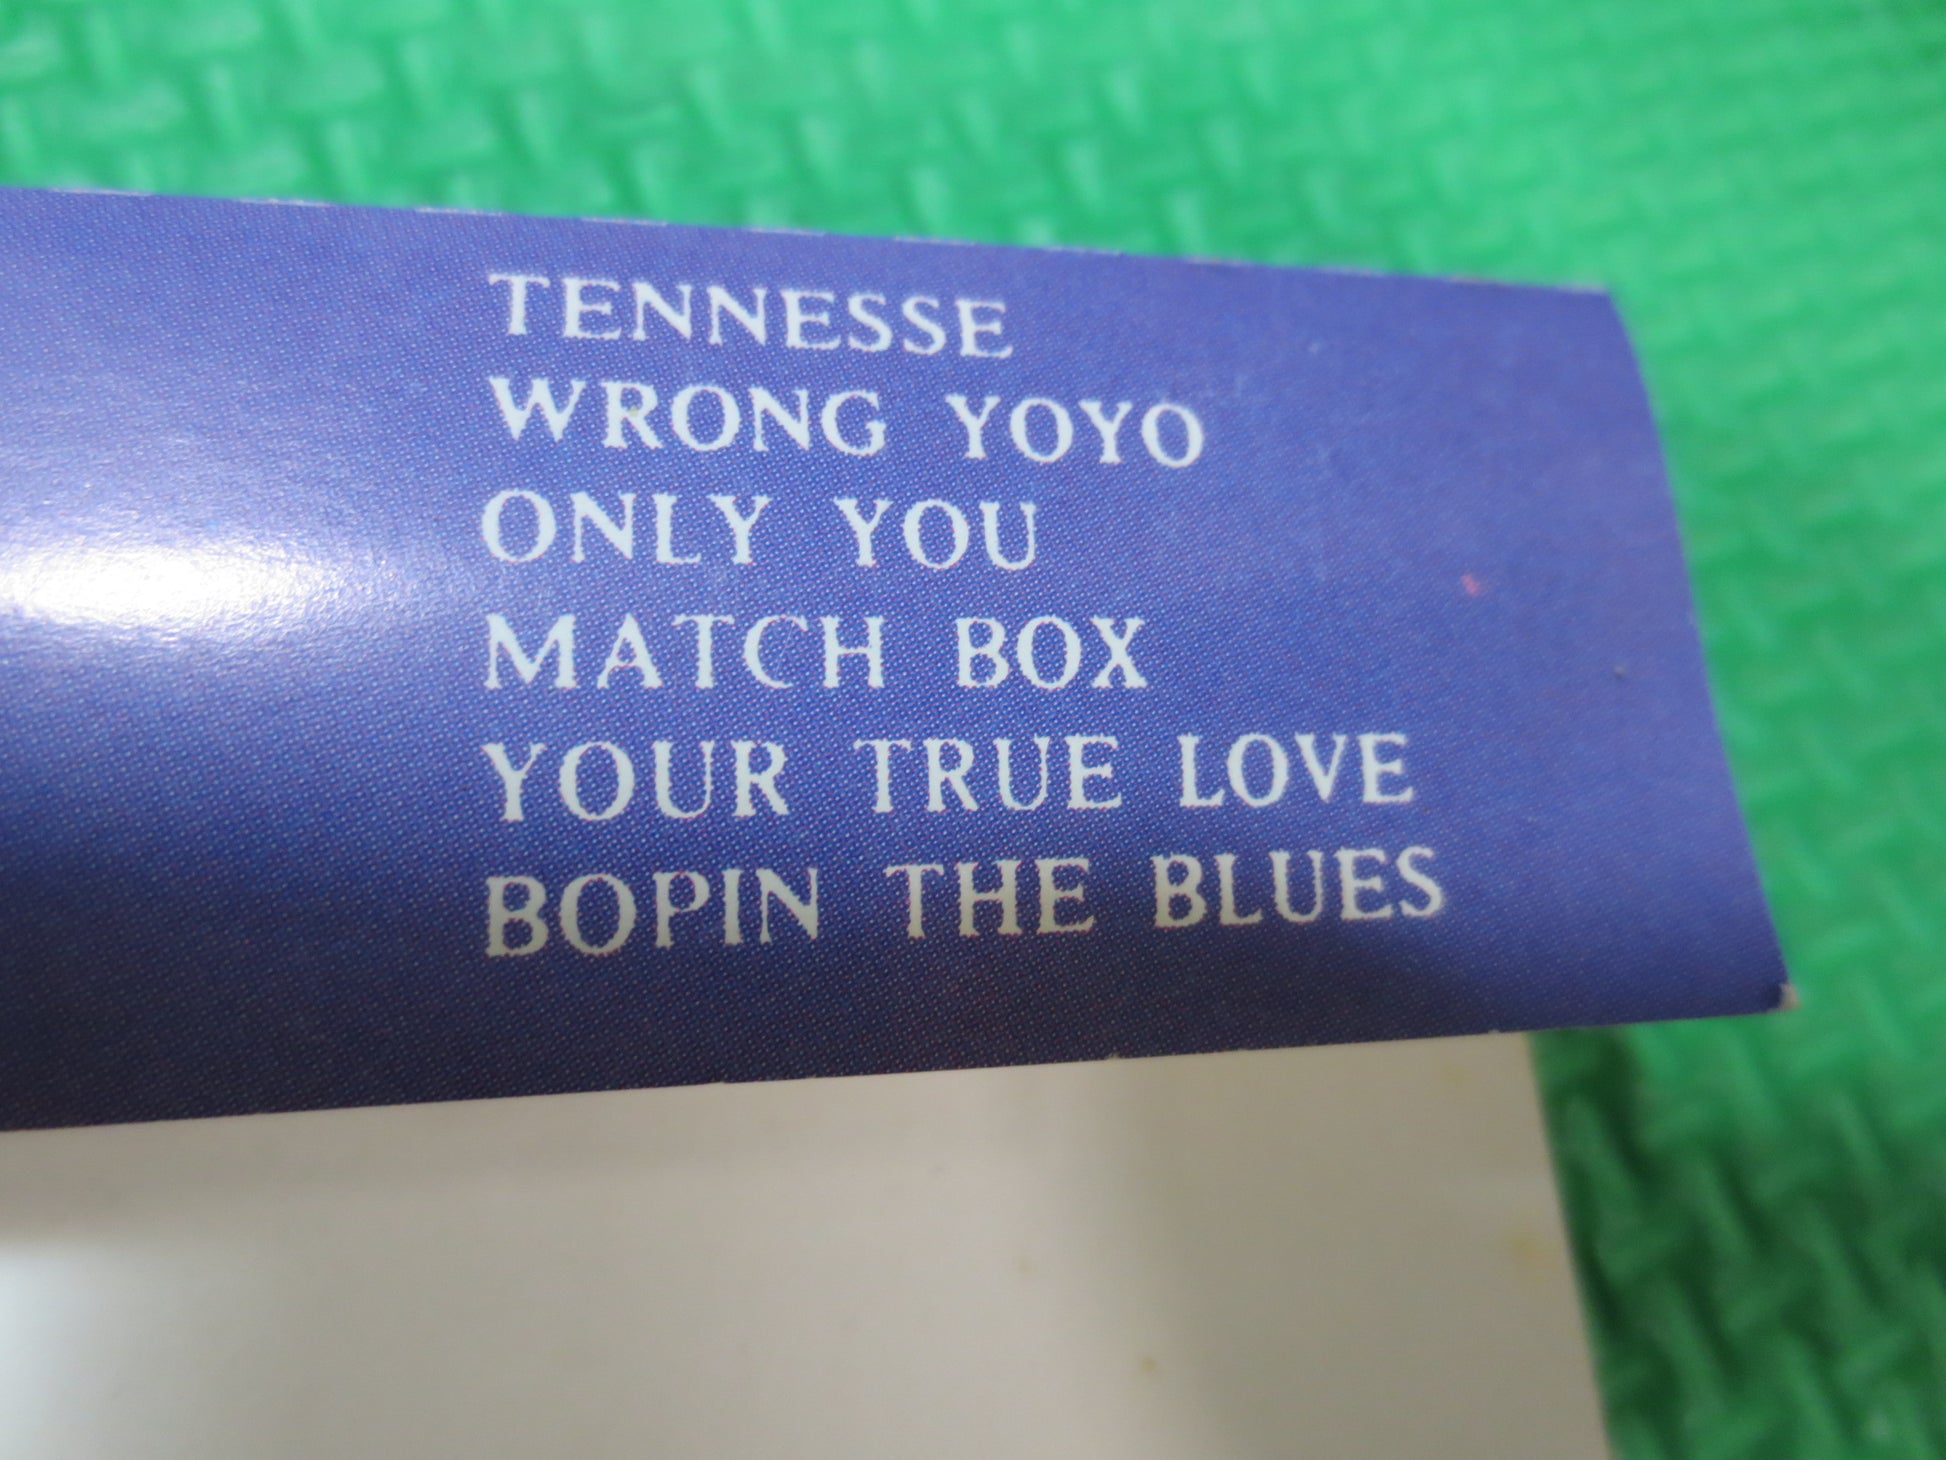 TENNESSE
WRONG YOYO
ONLY YOU
MATCH BOX
YOUR TRUE LOVE
BOPIN THE BLUES